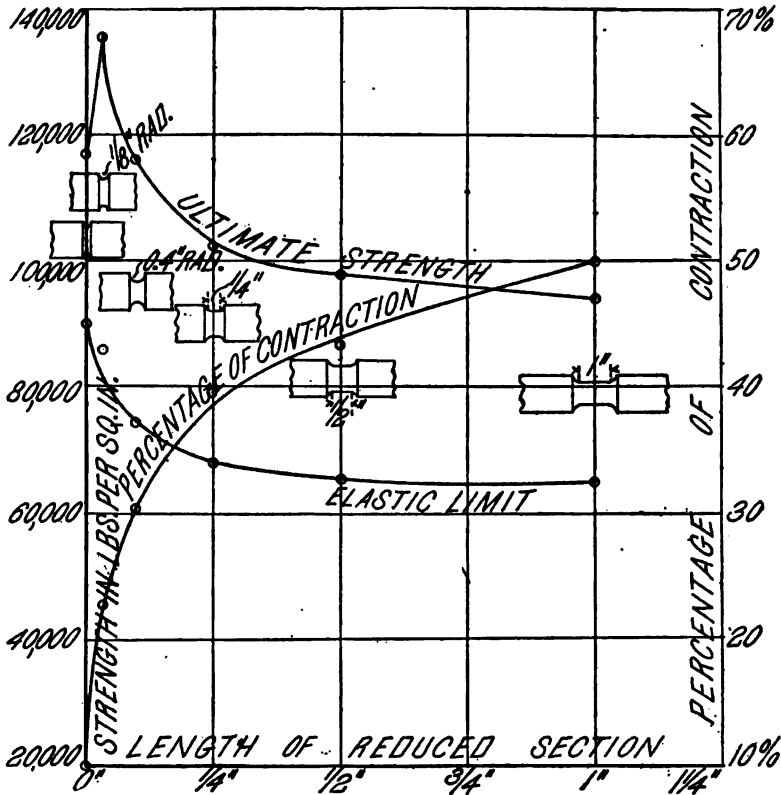 140,000
120,000
100,000
80,000
60,000
40,000
20,000
70%
60
50
40
30
20
10%
0"
1/4"
1/2"
3/4"
1"
1 1/4"
STRENGTH IN LBS. PER SQ. IN.
LENGTH OF REDUCED SECTION
PERCENTAGE OF CONTRACTION
ULTIMATE STRENGTH
PERCENTAGE OF CONTRACTION
ELASTIC LIMIT
1/8" RAD.
0.4" RAD.
1/4"
1/2"
1"